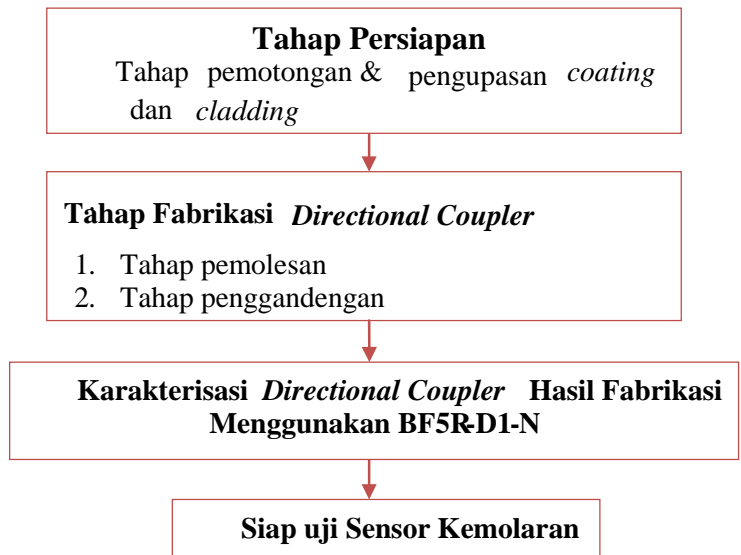 Tahap Persiapan
Tahap pemotongan & pengupasan coating
dan cladding
Tahap Fabrikasi Directional Coupler
1. Tahap pemolesan
2. Tahap penggandengan
Karakterisasi Directional Coupler Hasil Fabrikasi
Menggunakan BF5R-D1-N
Siap uji Sensor Kemolaran